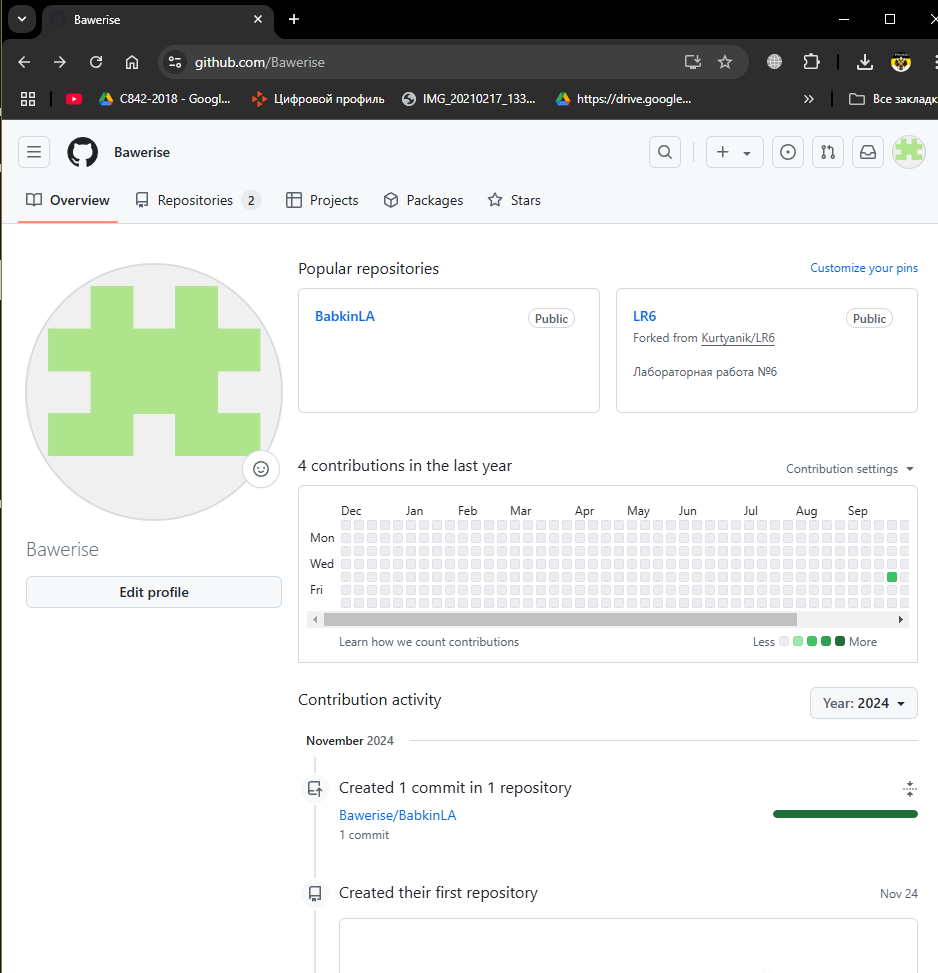 Bawerise
github.com/Bawerise
C842-2018 - Googl...
Цифровой профиль
IMG_20210217_133...
https://drive.google...
»
Все закладк
Bawerise
Overview
Repositories 2
Projects
Packages
Stars
Popular repositories
Customize your pins
BabkinLA
Public
LR6
Public
Forked from Kurtyanik/LR6
Лабораторная работа №6
4 contributions in the last year
Contribution settings
Dec Jan Feb Mar Apr May Jun Jul Aug Sep
Mon
Wed
Fri
Learn how we count contributions
Less
More
Bawerise
Edit profile
Contribution activity
Year: 2024
November 2024
Created 1 commit in 1 repository
Bawerise/BabkinLA
1 commit
Created their first repository
Nov 24